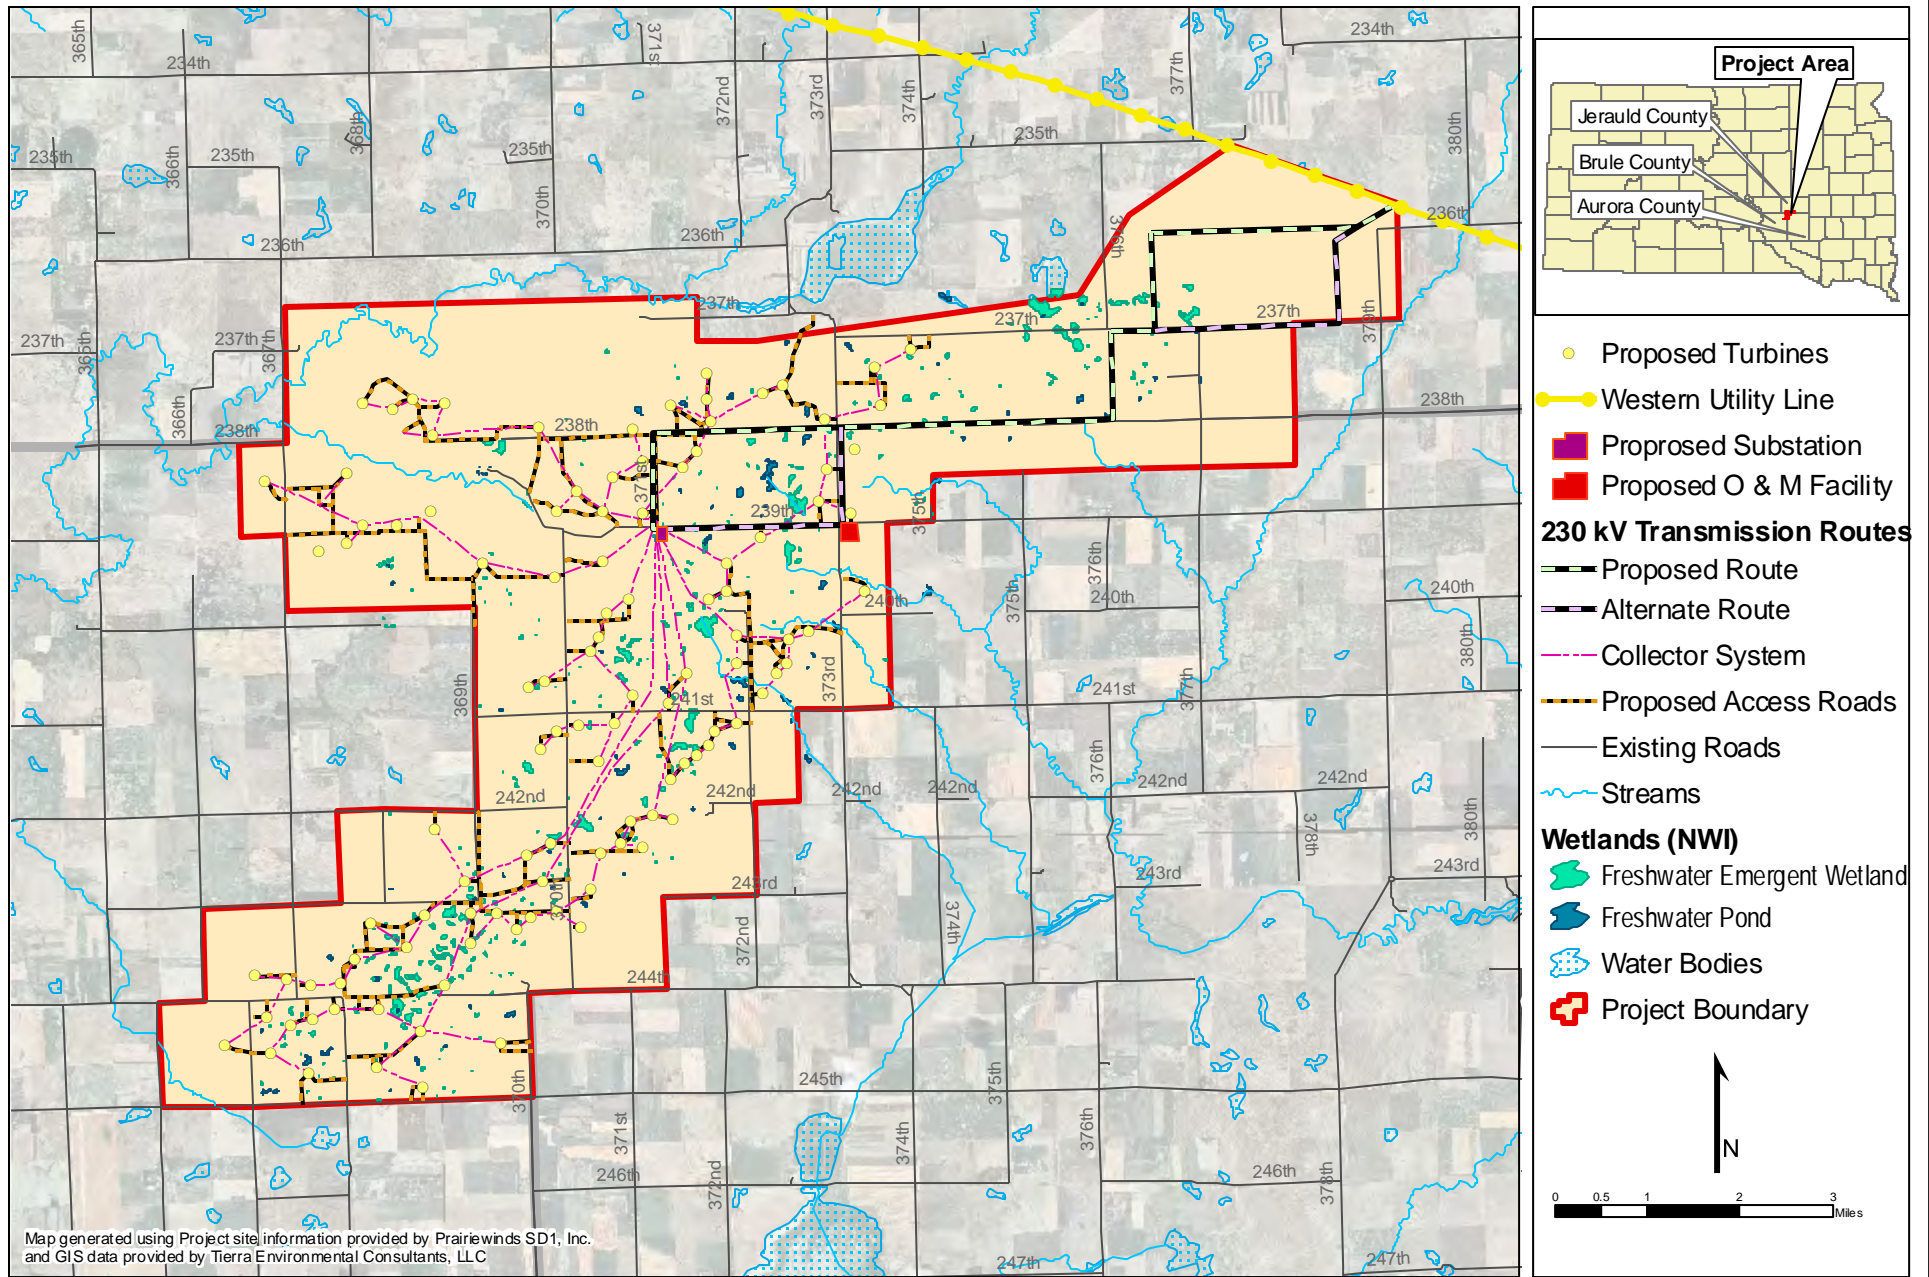 365th
371st
234th
234th
372nd
373rd
374th
377th
380th
368th
235th
235th
235th
235th
366th
370th
236th
236th
236th
376th
237th
237th
237th
237th
237th
365th
367th
379th
366th
238th
238th
238th
371st
239th
375th
376th
240th
240th
240th
375th
380th
369th
373rd
241st
241st
377th
376th
242nd
242nd
242nd
242nd
242nd
242nd
378th
380th
243rd
243rd
243rd
370th
374th
372nd
244th
245th
375th
370th
371st
374th
376th
246th
246th
372nd
378th
247th
247th
Map generated using Project site information provided by Prairiewinds SD1, Inc.
and GIS data provided by Tierra Environmental Consultants, LLC
Project Area
Jerauld County
Brule County
Aurora County
Proposed Turbines
Western Utility Line
Proprosed Substation
Proposed O & M Facility
230 kV Transmission Routes
Proposed Route
Alternate Route
Collector System
Proposed Access Roads
Existing Roads
Streams
Wetlands (NWI)
Freshwater Emergent Wetland
Freshwater Pond
Water Bodies
Project Boundary
N
0 0.5 1 2 3
Miles